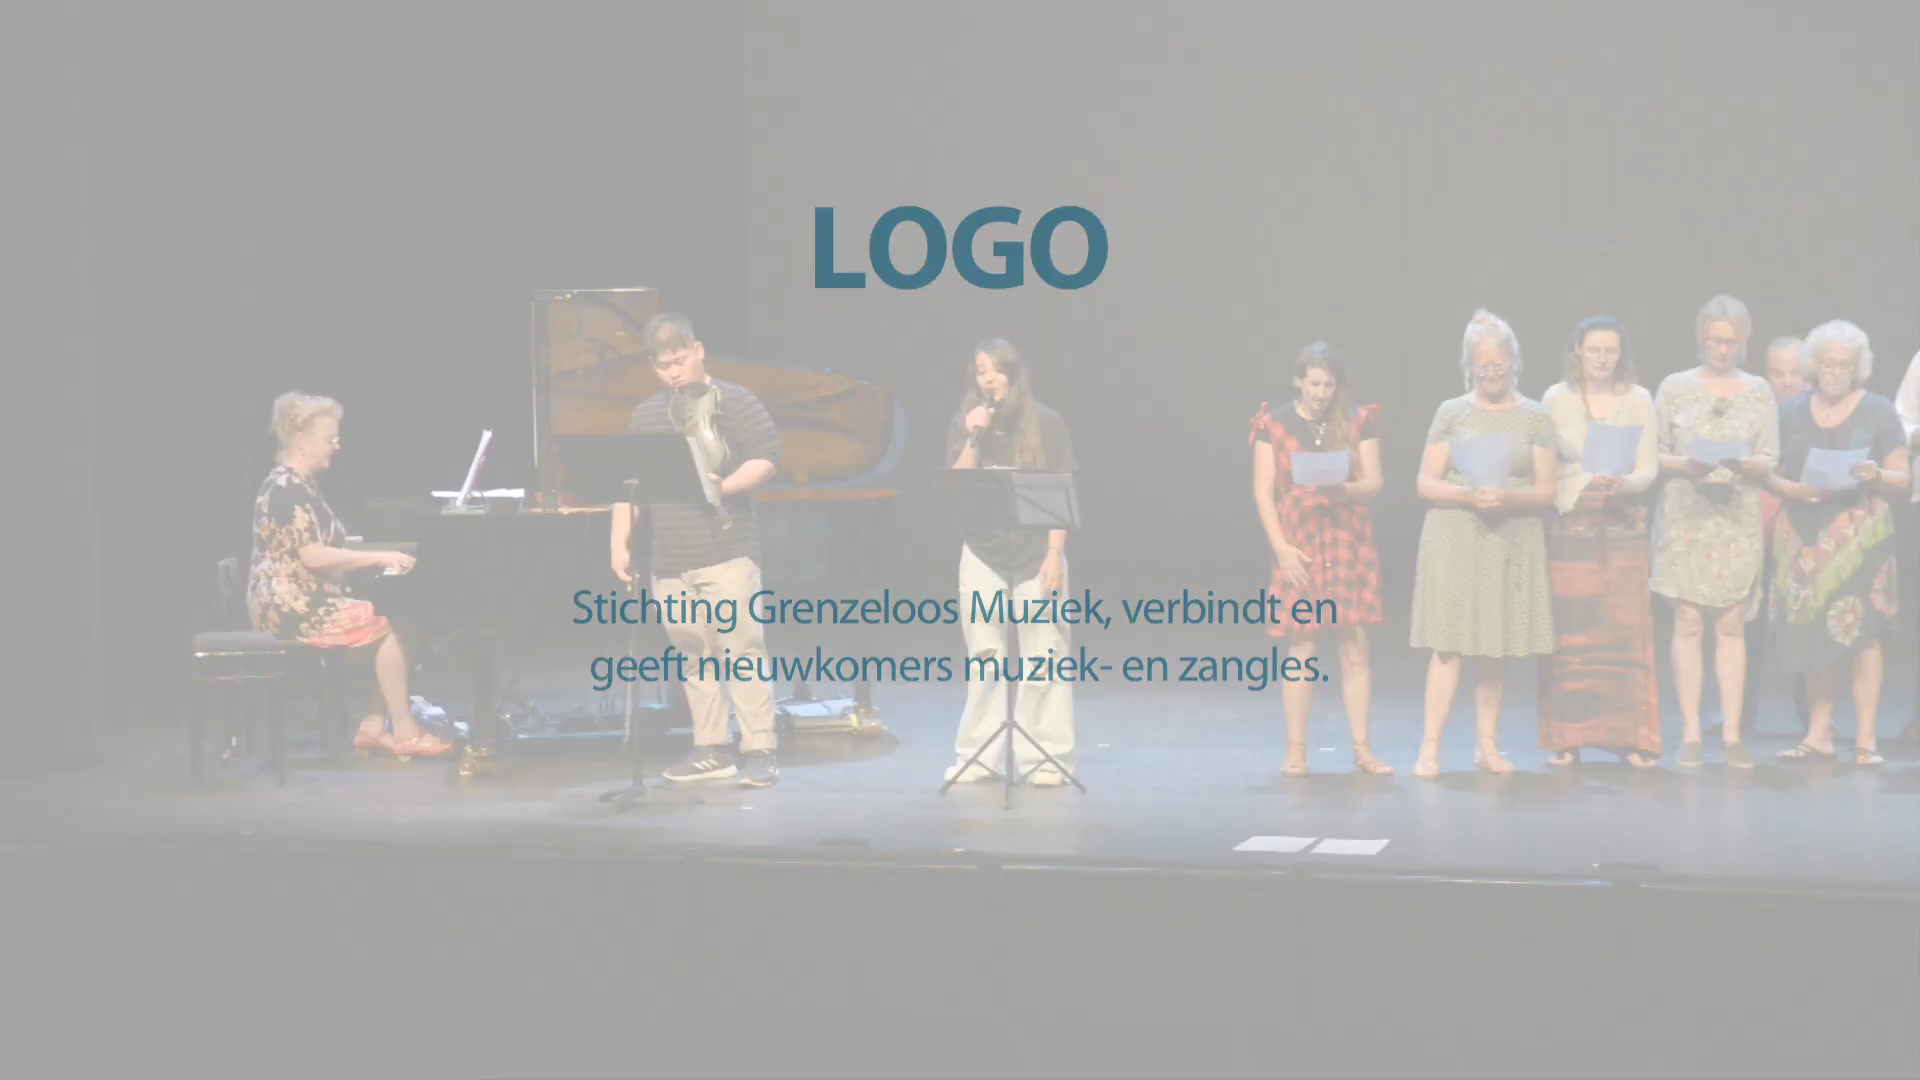 LOGO
Stichting Grenzeloos Muziek, verbindt en
geeft nieuwkomers muziek- en zangles.